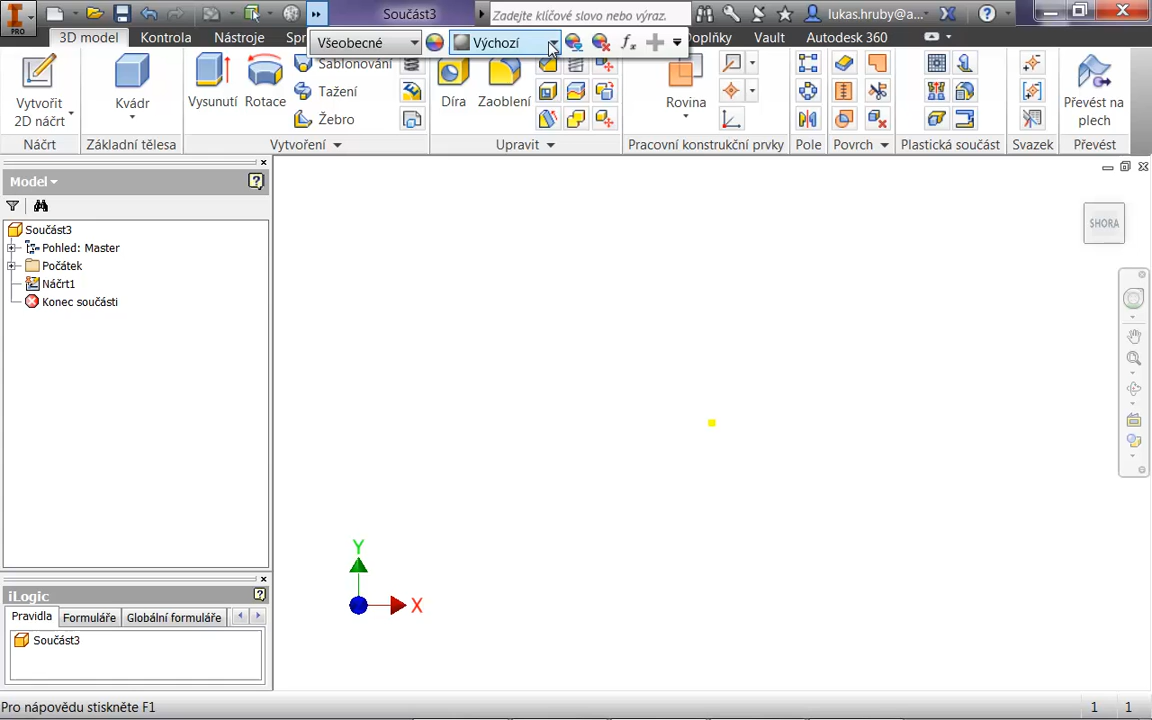 PRO
Součást3
Zadejte klíčové slovo nebo výraz.
lukas.hruby@a...
3D model
Kontrola
Nástroje
Doplňky
Vault
Autodesk 360
Všeobecné
Výchozí
fx
Vytvořit
2D náčrt
Náčrt
Kvádr
Základní tělesa
Vysunutí
Rotace
Šablonování
Tažení
Žebro
Vytvoření
Díra
Zaoblení
Upravit
Rovina
Pracovní konstrukční prvky
Pole
Povrch
Plastická součást
Svazek
Převést na
plech
Převést
Model
Součást3
Pohled: Master
Počátek
Náčrt1
Konec součásti
SHORA
Y
X
iLogic
Pravidla
Formuláře
Globální formuláře
Součást3
Pro nápovědu stiskněte F1
1 1